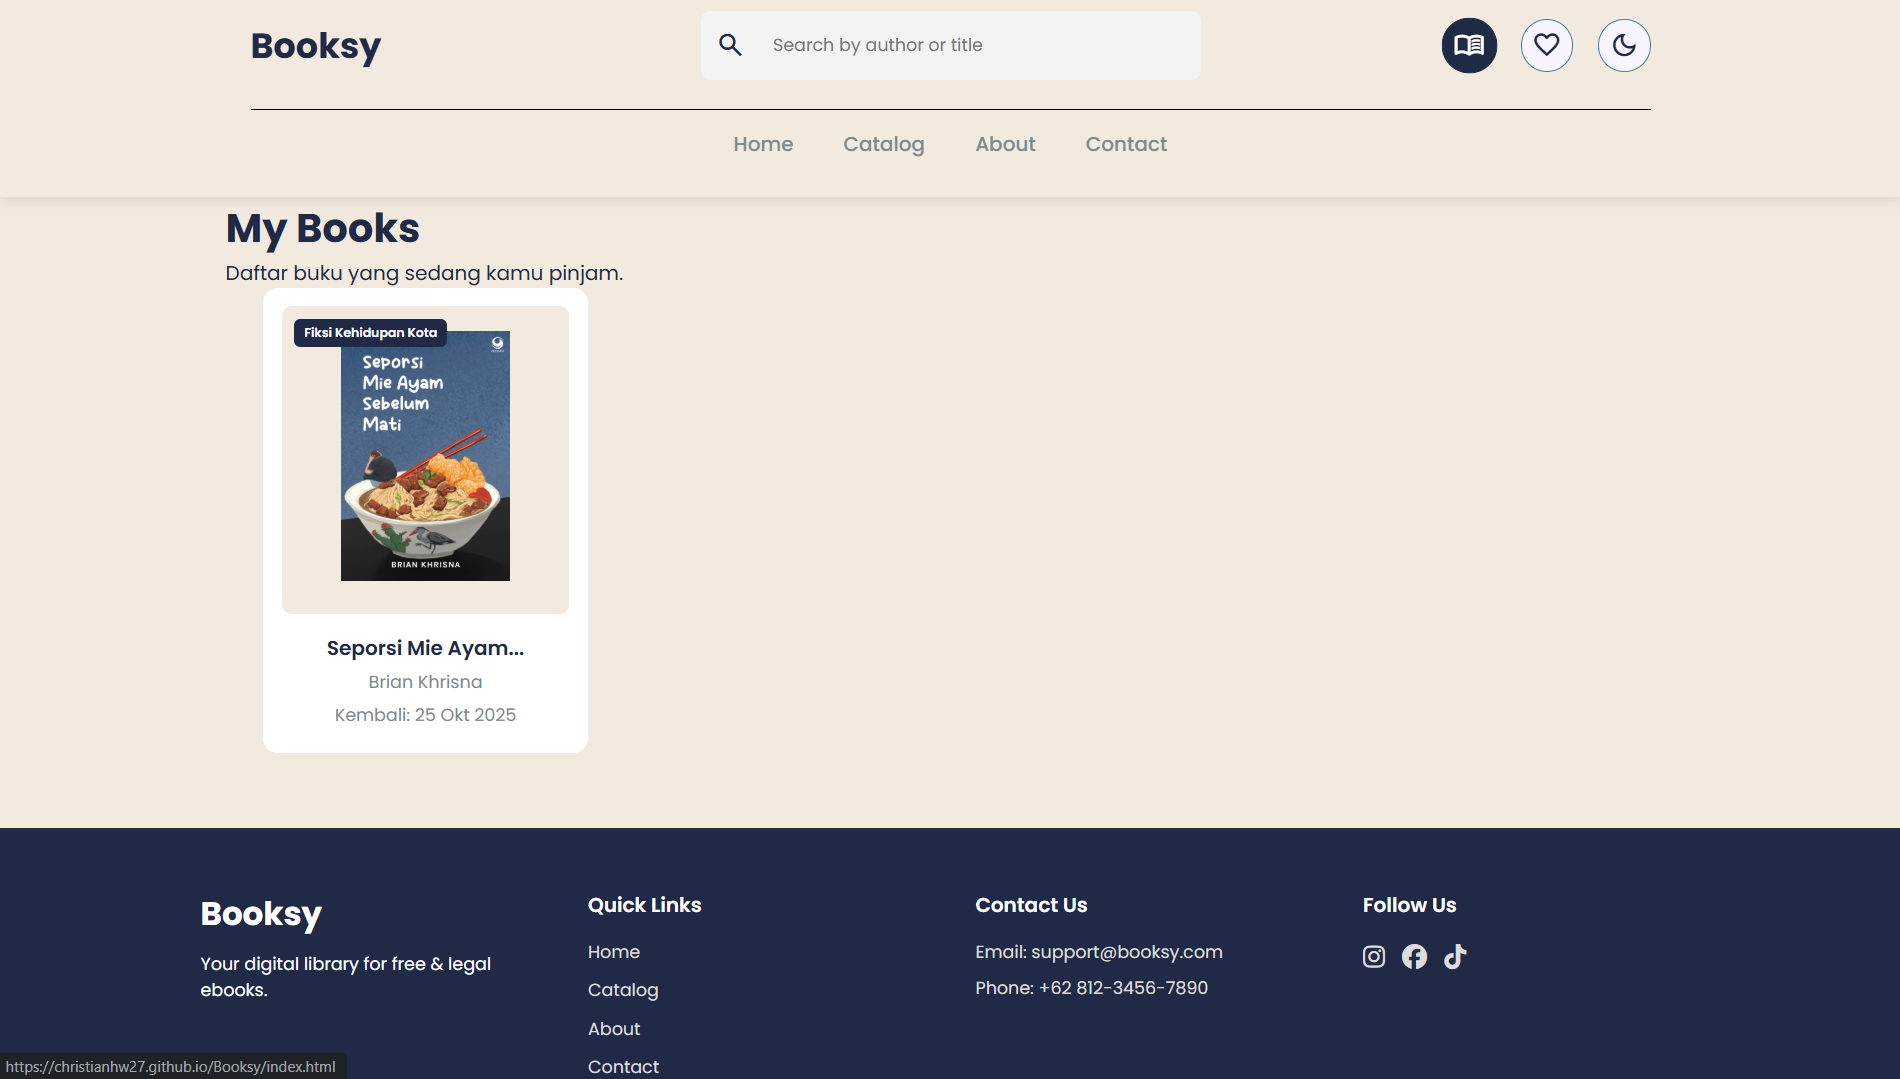 Booksy
Search by author or title
Home
Catalog
About
Contact
My Books
Daftar buku yang sedang kamu pinjam.
Fiksi Kehidupan Kota
Seporsi
Mie Ayam
Sebelum
Mati
BRIAN KHRISNA
Seporsi Mie Ayam...
Brian Khrisna
Kembali: 25 Okt 2025
Booksy
Your digital library for free & legal
ebooks.
Quick Links
Home
Catalog
About
Contact
Contact Us
Email: support@booksy.com
Phone: +62 812-3456-7890
Follow Us
https://christianhw27.github.io/Booksy/index.html